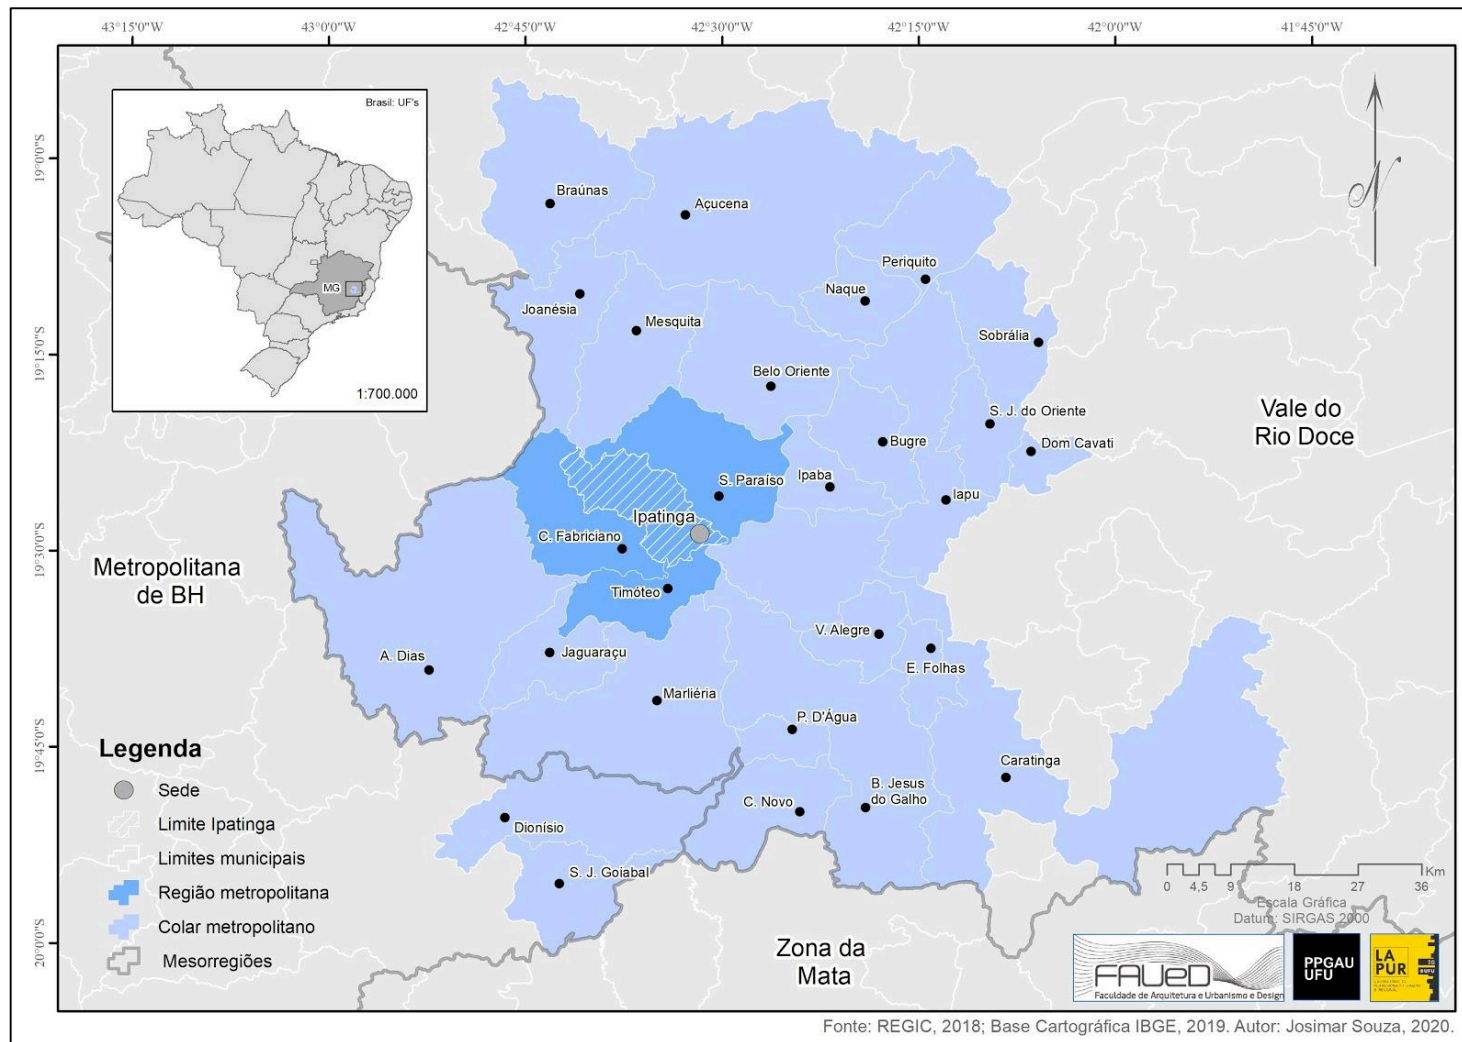 43°15'0"W
43°0'0"W
42°45'0"W
42°30'0"W
42°15'0"W
42°0'0"W
41°45'0"W
19°0'0"S
19°15'0"S
19°30'0"S
19°45'0"S
20°0'0"S
Brasil: UF's
MG
1:700.000
N
Braúnas
Açucena
Periquito
Naque
Joanésia
Mesquita
Sobrália
Belo Oriente
S. J. do Oriente
Dom Cavati
Bugre
Ipaba
Iapu
S. Paraíso
Ipatinga
C. Fabriciano
Timóteo
Vale do
Rio Doce
Metropolitana
de BH
V. Alegre
E. Folhas
A. Dias
Jaguaraçu
Marliéria
P. D'Água
Caratinga
B. Jesus
do Galho
C. Novo
Dionísio
S. J. Goiabal
Zona da
Mata
Legenda
Sede
Limite Ipatinga
Limites municipais
Região metropolitana
Colar metropolitano
Mesorregiões
0 4,5 9 18 27 36
Km
Escala Gráfica
Datum: SIRGAS 2000
FAUeD
Faculdade de Arquitetura e Urbanismo e Design
PPGAU
UFU
LA
PUR
Fonte: REGIC, 2018; Base Cartográfica IBGE, 2019. Autor: Josimar Souza, 2020.